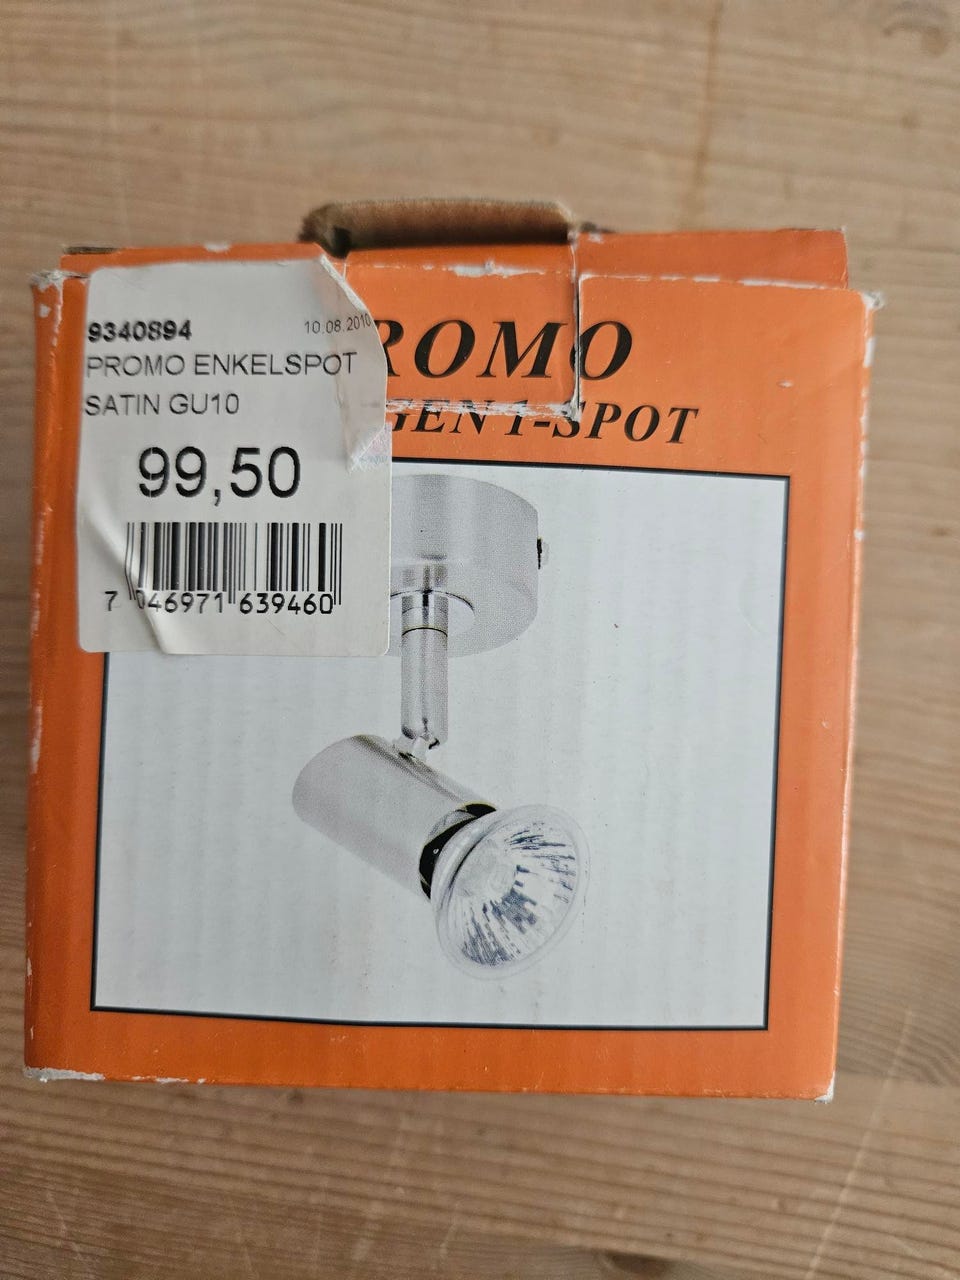 9340894 10.08.2010
PROMO ENKELSPOT
SATIN GU10
99,50
7 046971 639460
ROMO
GEN 1-SPOT